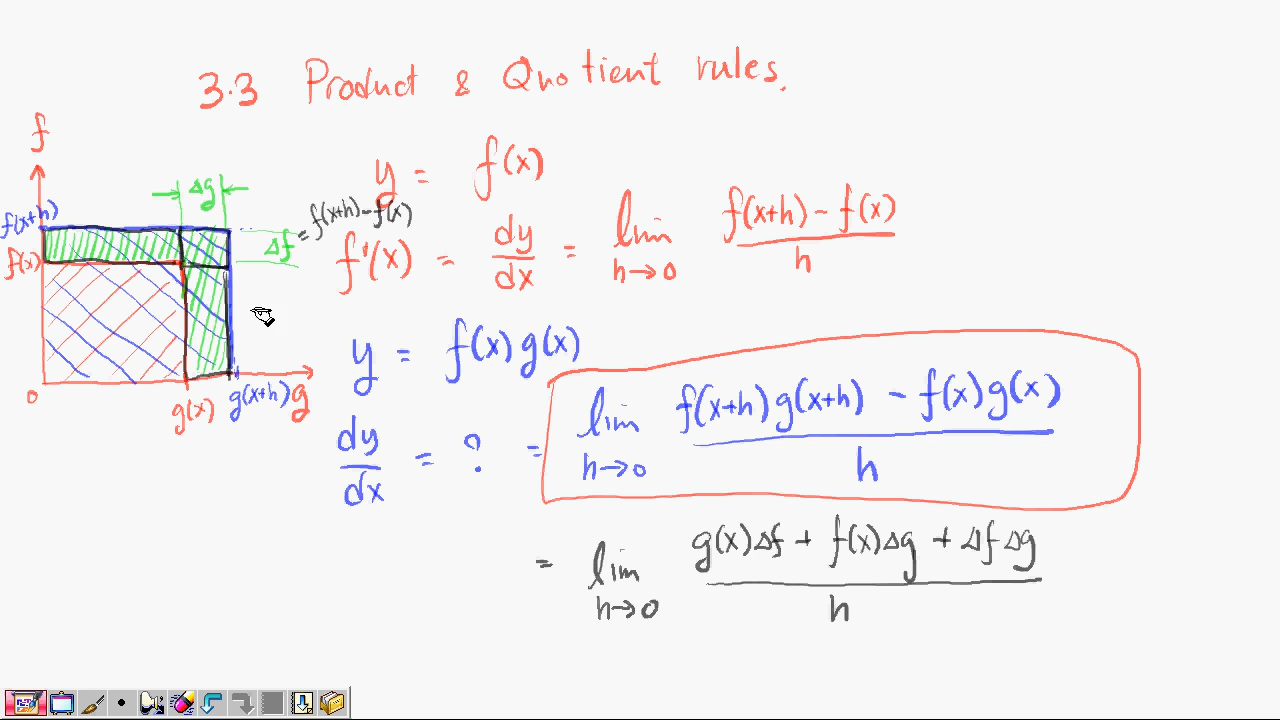 3.3 Product & Quotient rules.
f
y = f(x)
Δg
f(x+h)
Δf = f(x+h) - f(x)
f(x)
f'(x) = dy/dx = lim h→0 f(x+h) - f(x) / h
y = f(x) g(x)
0 g(x) g(x+h) g
dy/dx = ? = lim h→0 f(x+h) g(x+h) - f(x) g(x) / h
= lim h→0 g(x)Δf + f(x)Δg + ΔfΔg / h